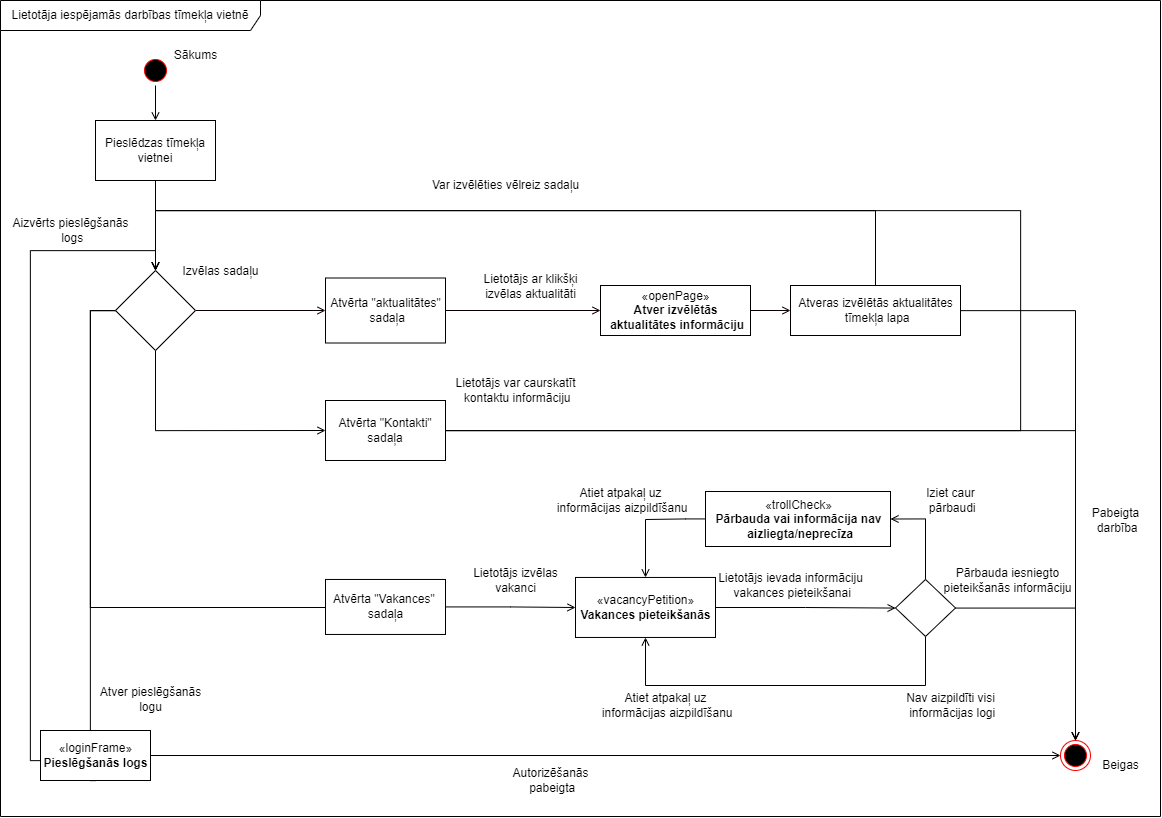 Lietotāja iespējamās darbības tīmekļa vietnē
Sākums
Pieslēdzas tīmekļa
vietnei
Var izvēlēties vēlreiz sadaļu
Aizvērts pieslēgšanās
logs
Izvēlas sadaļu
Atvērta "aktualitātes"
sadaļa
Lietotājs ar klikšķi
izvēlas aktualitāti
«openPage»
Atver izvēlētās
aktualitātes informāciju
Atveras izvēlētās aktualitātes
tīmekļa lapa
Lietotājs var caurskatīt
kontaktu informāciju
Atvērta "Kontakti"
sadaļa
Atiet atpakaļ uz
informācijas aizpildīšanu
«trollCheck»
Pārbauda vai informācija nav
aizliegta/neprecīza
Iziet caur
pārbaudi
Pabeigta
darbība
Atvērta "Vakances"
sadaļa
Lietotājs izvēlas
vakanci
«vacancyPetition»
Vakances pieteikšanās
Lietotājs ievada informāciju
vakances pieteikšanai
Pārbauda iesniegto
pieteikšanās informāciju
Atver pieslēgšanās
logu
Atiet atpakaļ uz
informācijas aizpildīšanu
Nav aizpildīti visi
informācijas logi
«loginFrame»
Pieslēgšanās logs
Autorizēšanās
pabeigta
Beigas